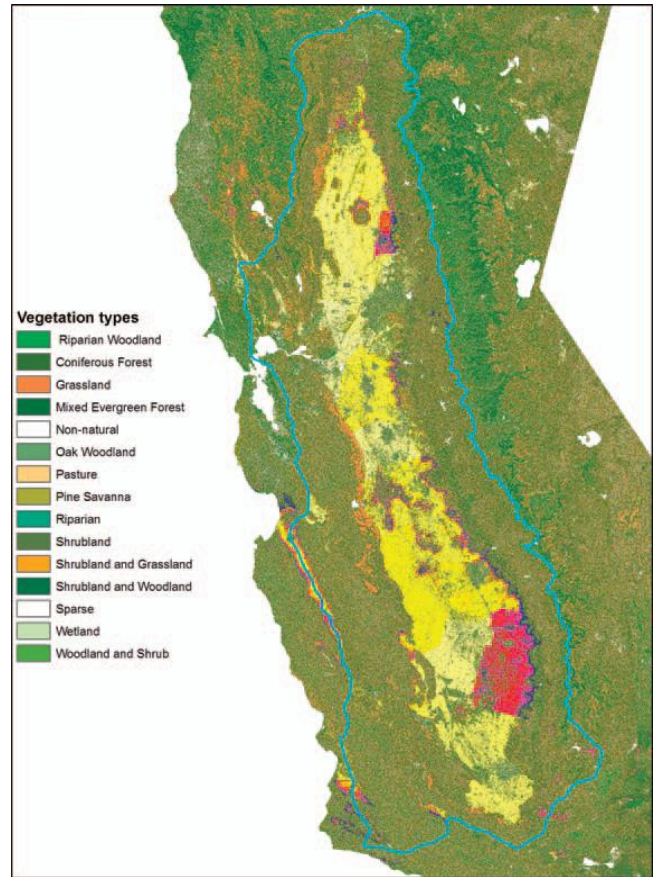 Vegetation types
Riparian Woodland
Coniferous Forest
Grassland
Mixed Evergreen Forest
Non-natural
Oak Woodland
Pasture
Pine Savanna
Riparian
Shrubland
Shrubland and Grassland
Shrubland and Woodland
Sparse
Wetland
Woodland and Shrub